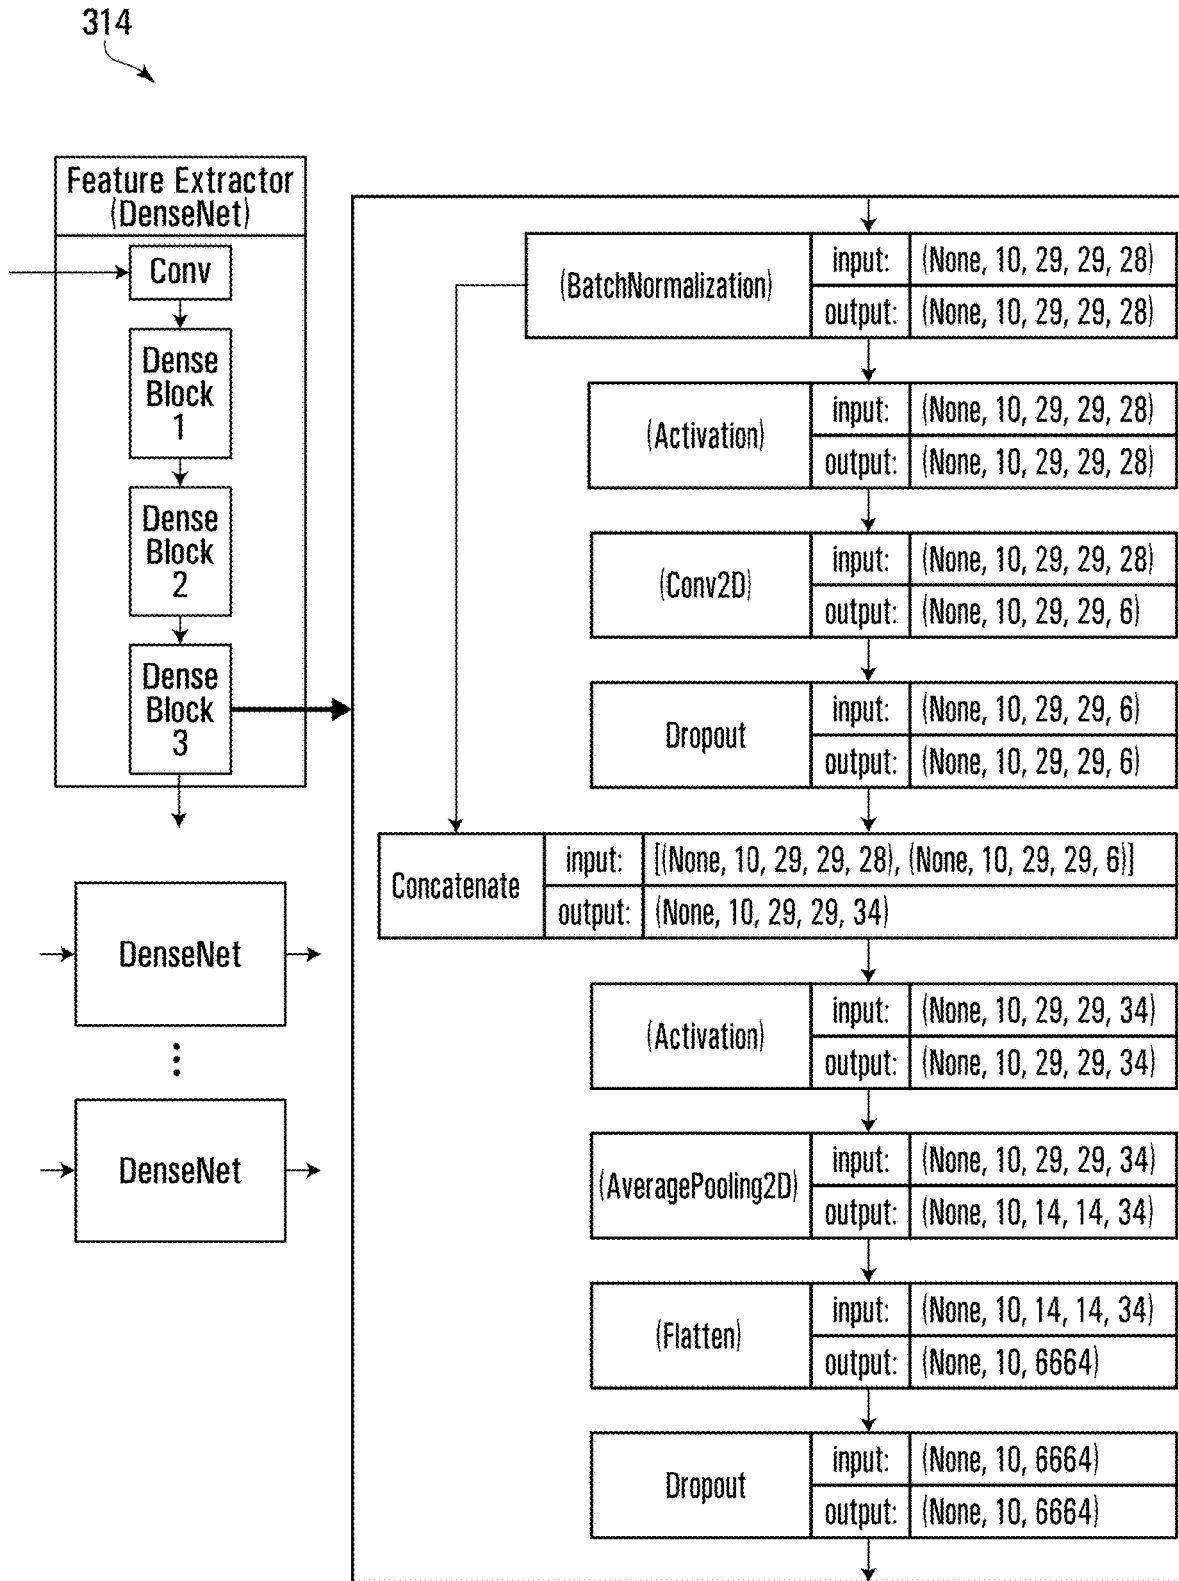 314
Feature Extractor
(DenseNet)
Conv
Dense
Block
1
Dense
Block
2
Dense
Block
3
DenseNet
DenseNet
(BatchNormalization)
input: (None, 10, 29, 29, 28)
output: (None, 10, 29, 29, 28)
(Activation)
input: (None, 10, 29, 29, 28)
output: (None, 10, 29, 29, 28)
(Conv2D)
input: (None, 10, 29, 29, 28)
output: (None, 10, 29, 29, 6)
Dropout
input: (None, 10, 29, 29, 6)
output: (None, 10, 29, 29, 6)
Concatenate
input: [(None, 10, 29, 29, 28), (None, 10, 29, 29, 6)]
output: (None, 10, 29, 29, 34)
(Activation)
input: (None, 10, 29, 29, 34)
output: (None, 10, 29, 29, 34)
(AveragePooling2D)
input: (None, 10, 29, 29, 34)
output: (None, 10, 14, 14, 34)
(Flatten)
input: (None, 10, 14, 14, 34)
output: (None, 10, 6664)
Dropout
input: (None, 10, 6664)
output: (None, 10, 6664)